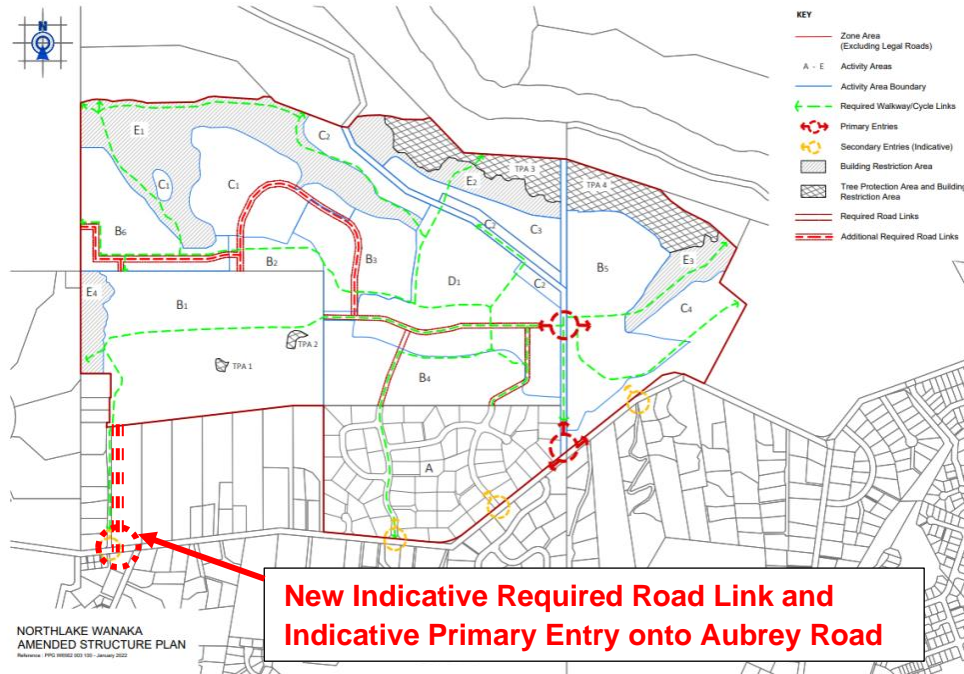 N
KEY
Zone Area
(Excluding Legal Roads)
A - E Activity Areas
Activity Area Boundary
Required Walkway/Cycle Links
Primary Entries
Secondary Entries (Indicative)
Building Restriction Area
Tree Protection Area and Building
Restriction Area
Required Road Links
Additional Required Road Links
E1
C2
TPA 3
E2
TPA 4
C1
C1
C2
C3
B6
B2
B3
B5
E3
D1
C2
E4
B1
C4
TPA 2
TPA 1
B4
A
New Indicative Required Road Link and
Indicative Primary Entry onto Aubrey Road
NORTHLAKE WANAKA
AMENDED STRUCTURE PLAN